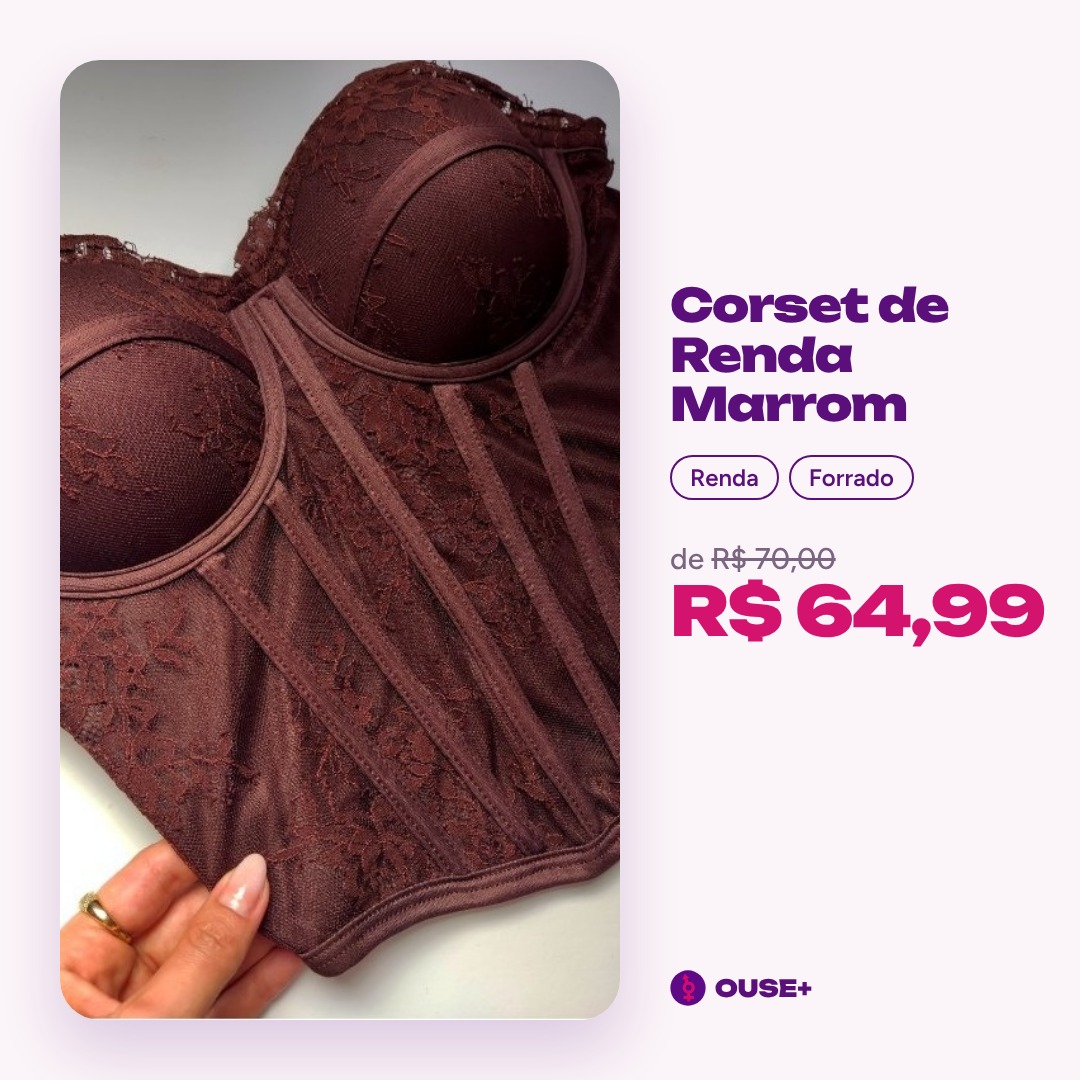 Corset de
Renda
Marrom
Renda Forrado
de R$ 70,00
R$ 64,99
OUSE+